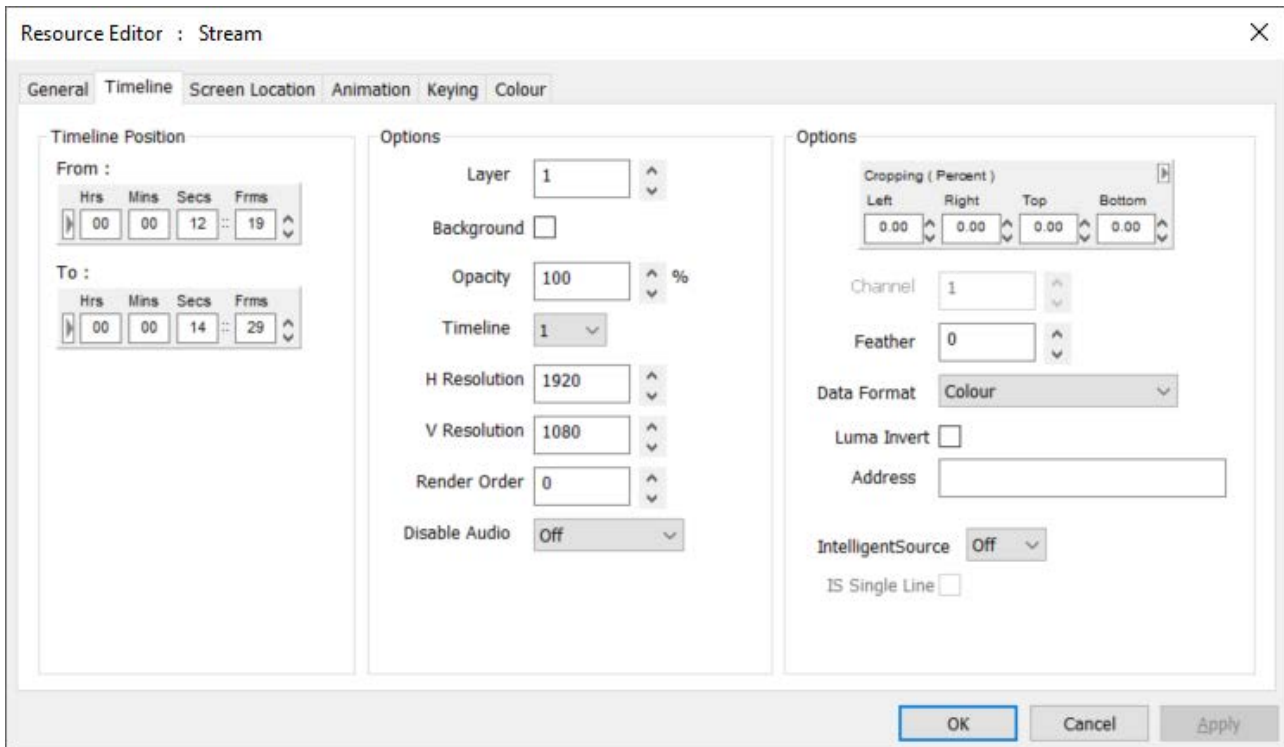 Resource Editor : Stream
General Timeline Screen Location Animation Keying Colour
Timeline Position
From :
Hrs Mins Secs Frms
00 00 12 :: 19
To :
Hrs Mins Secs Frms
00 00 14 :: 29
Options
Layer 1
Background
Opacity 100 %
Timeline 1
H Resolution 1920
V Resolution 1080
Render Order 0
Disable Audio Off
Options
Cropping ( Percent )
Left Right Top Bottom
0.00 0.00 0.00 0.00
Channel 1
Feather 0
Data Format Colour
Luma Invert
Address
IntelligentSource Off
IS Single Line
OK Cancel Apply